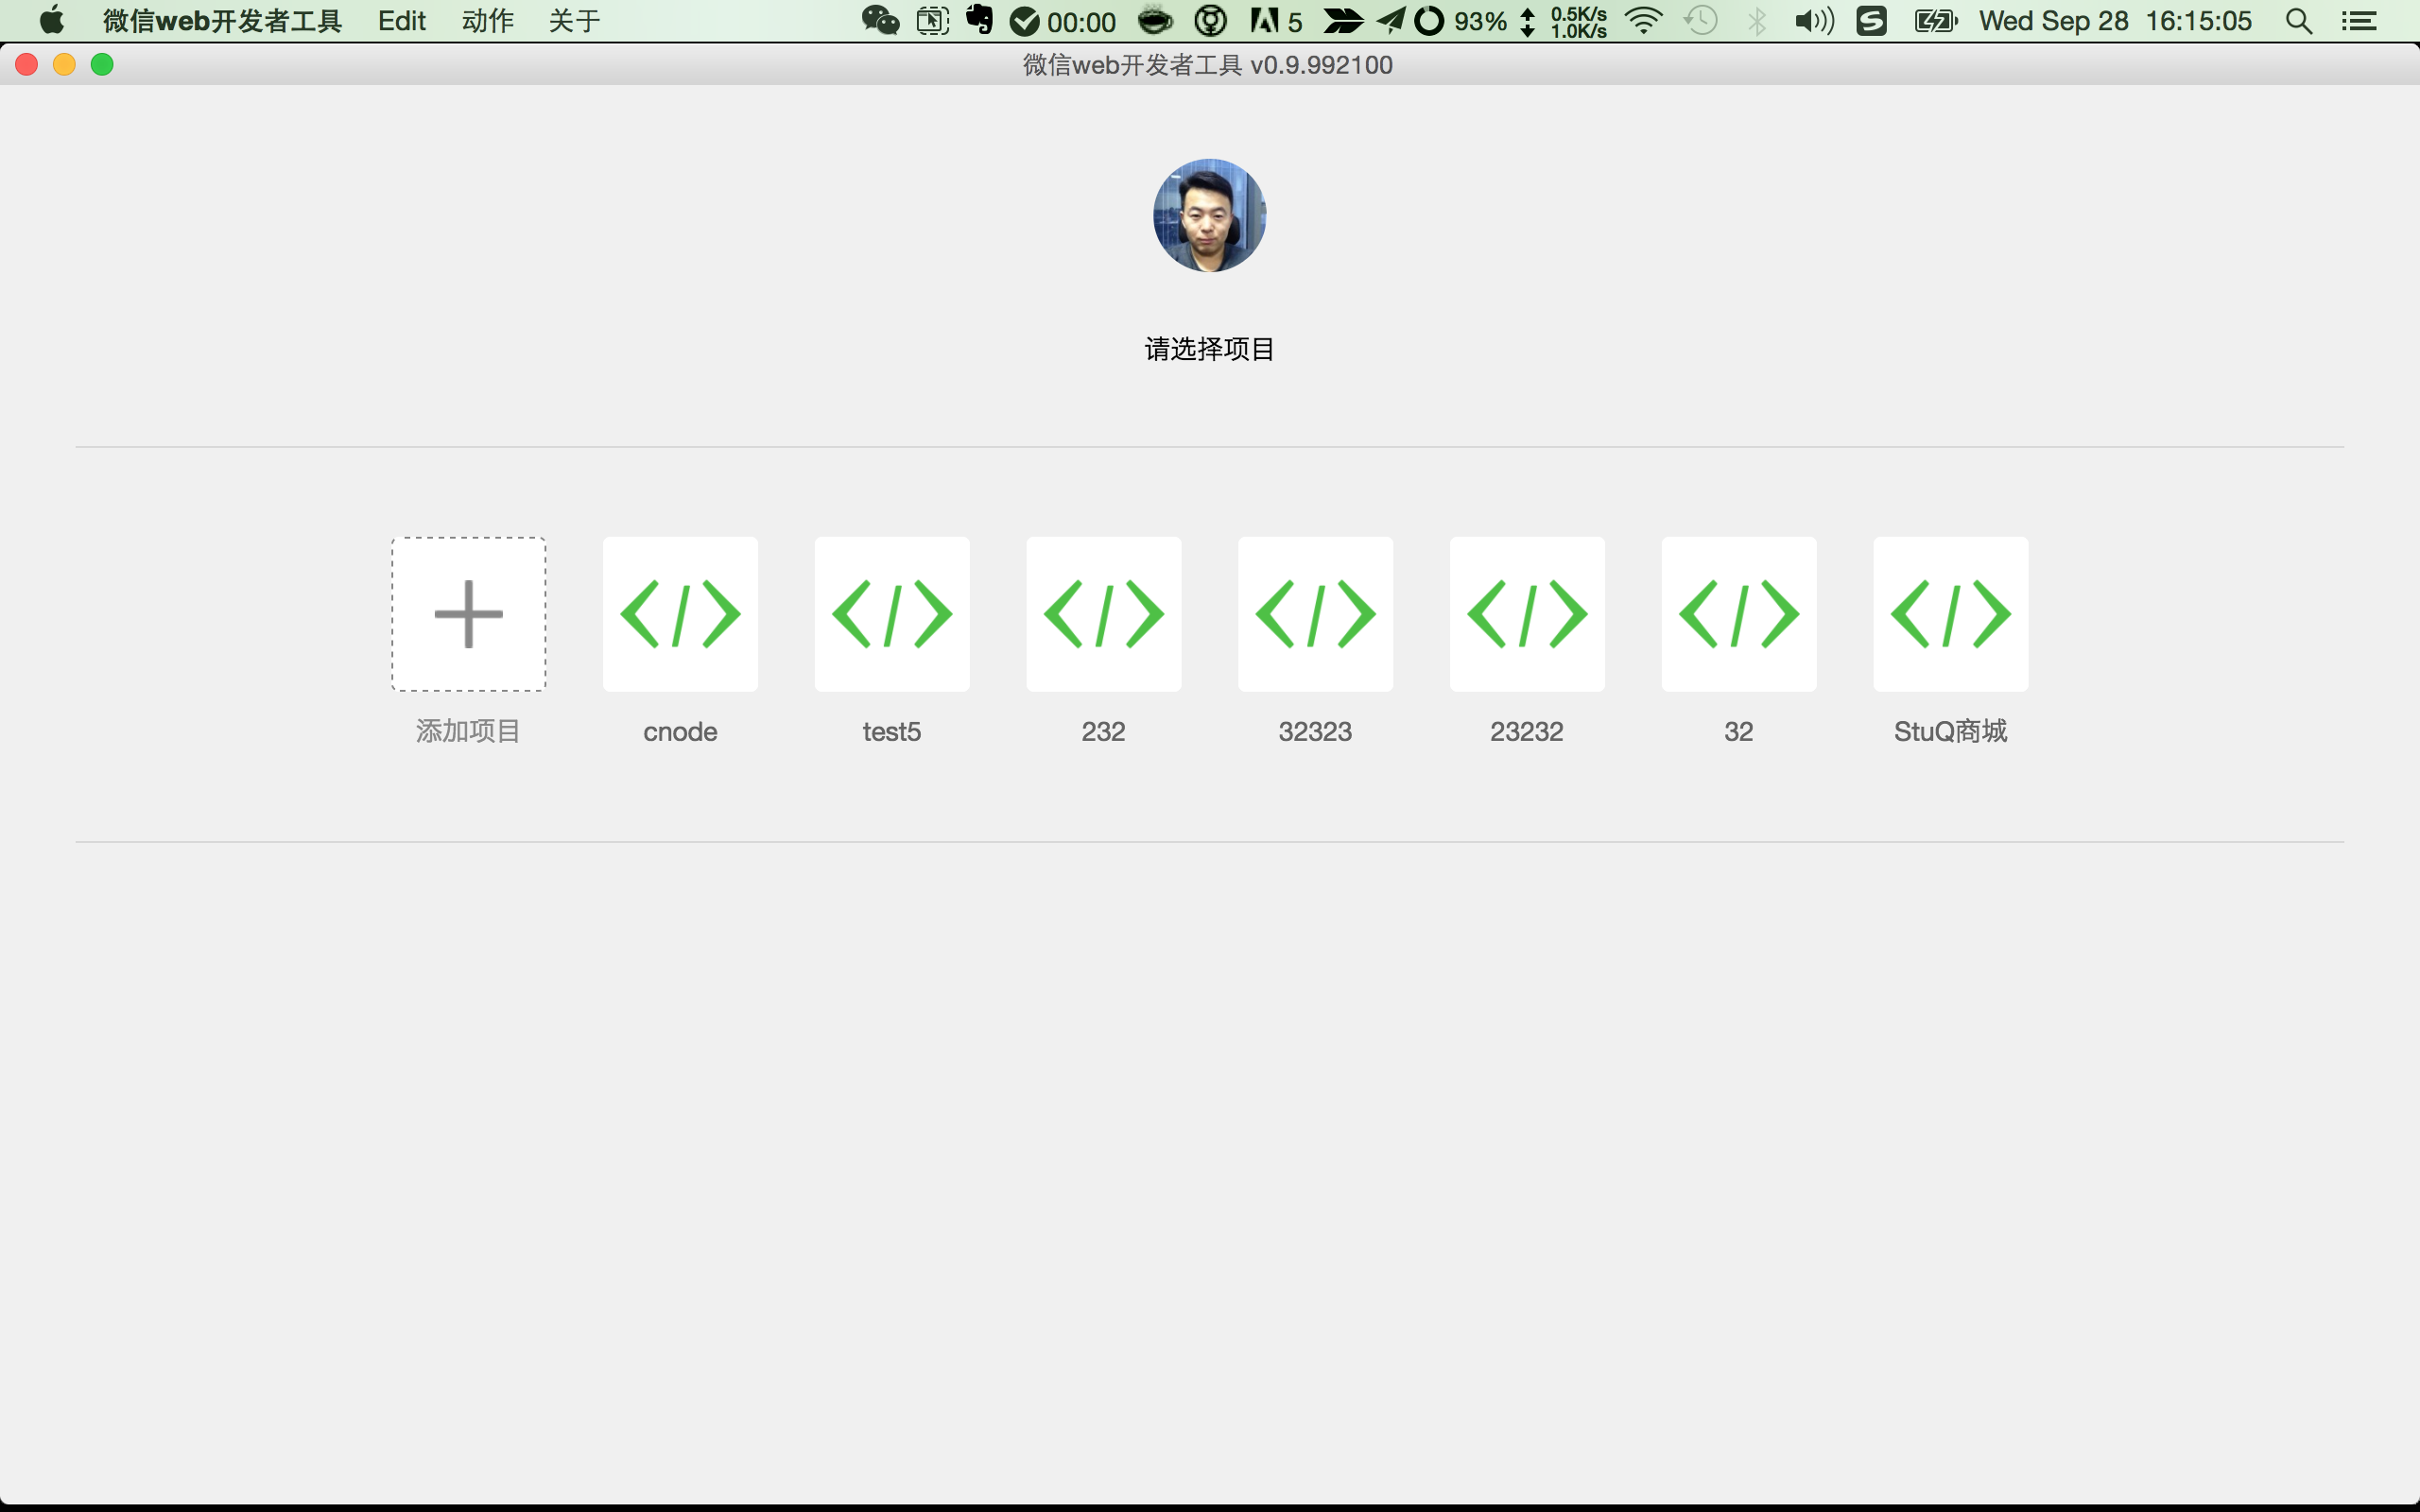 微信web开发者工具 Edit 动作 关于 00:00 5 93% 0.5K/s Wed Sep 28 16:15:05
1.0K/s
微信web开发者工具 v0.9.992100
请选择项目
添加项目 cnode test5 232 32323 23232 32 StuQ商城